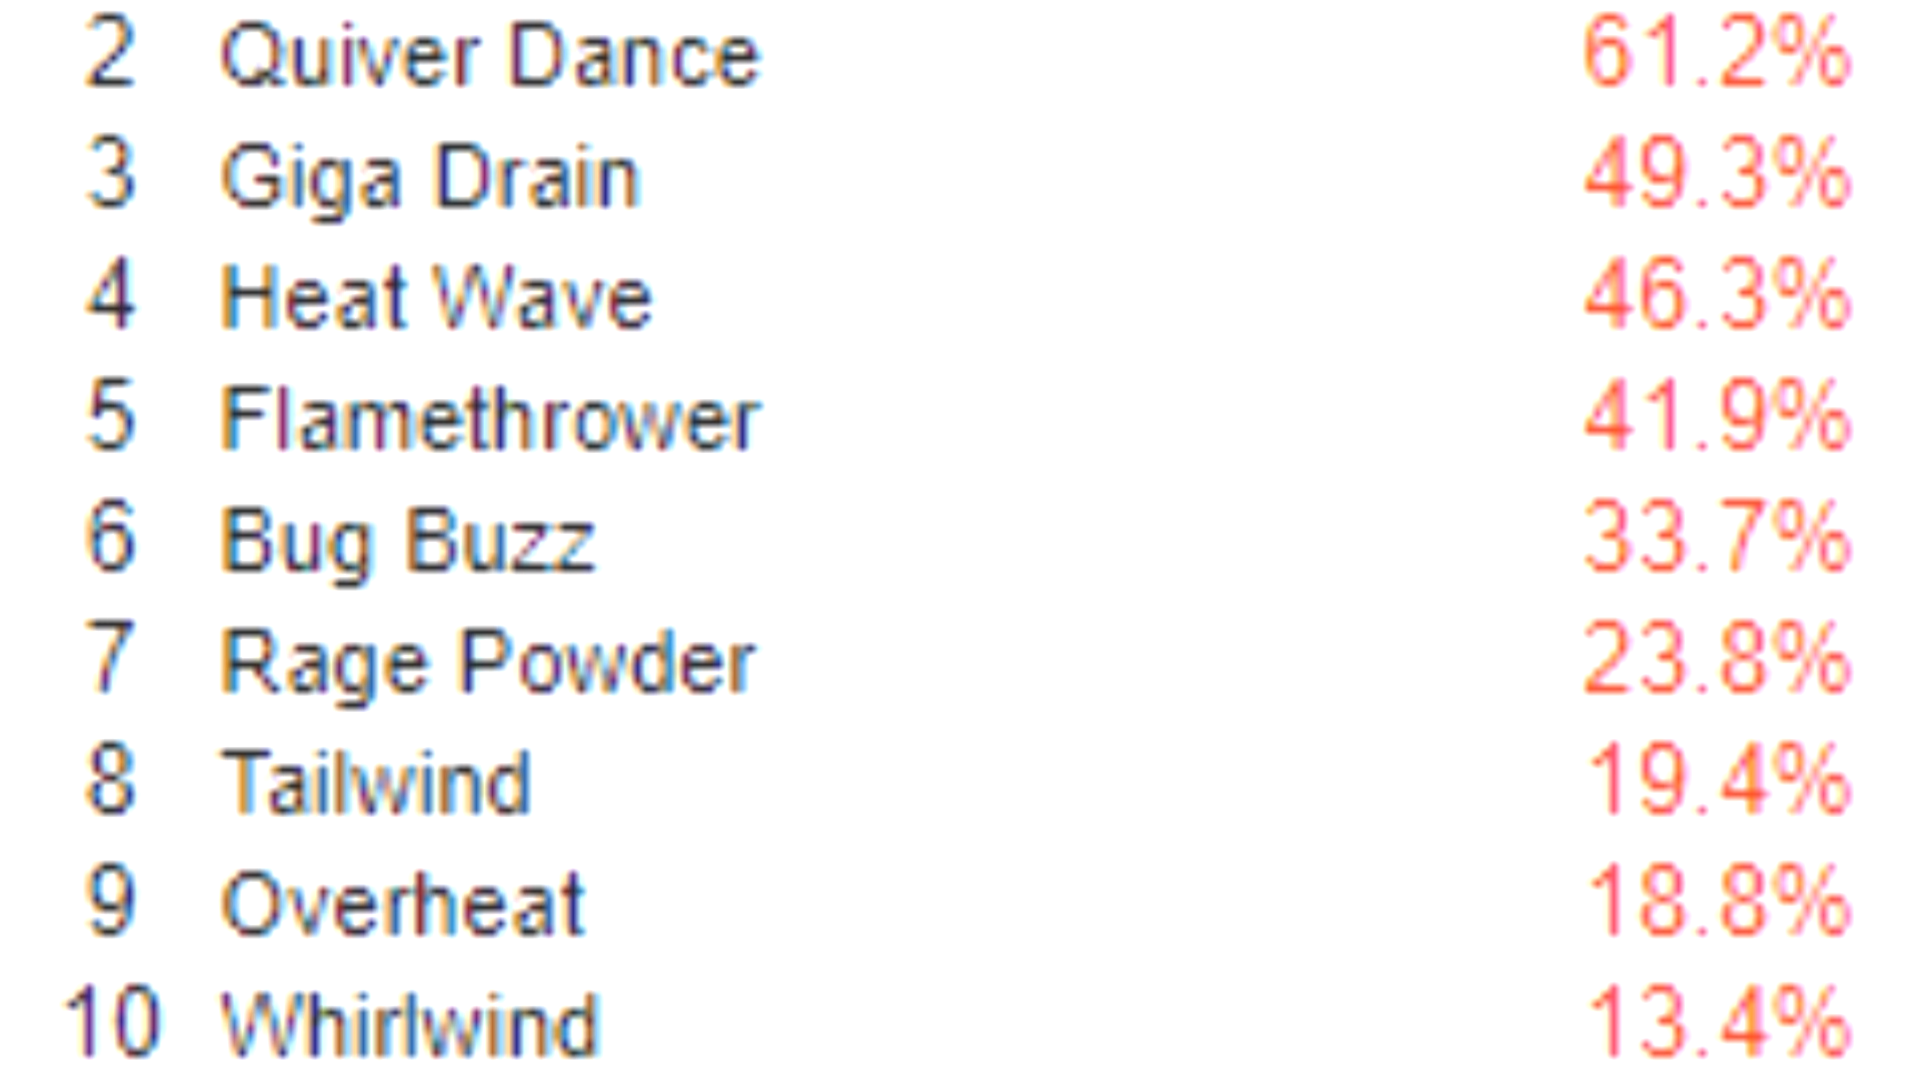 2 Quiver Dance 61.2%
3 Giga Drain 49.3%
4 Heat Wave 46.3%
5 Flamethrower 41.9%
6 Bug Buzz 33.7%
7 Rage Powder 23.8%
8 Tailwind 19.4%
9 Overheat 18.8%
10 Whirlwind 13.4%